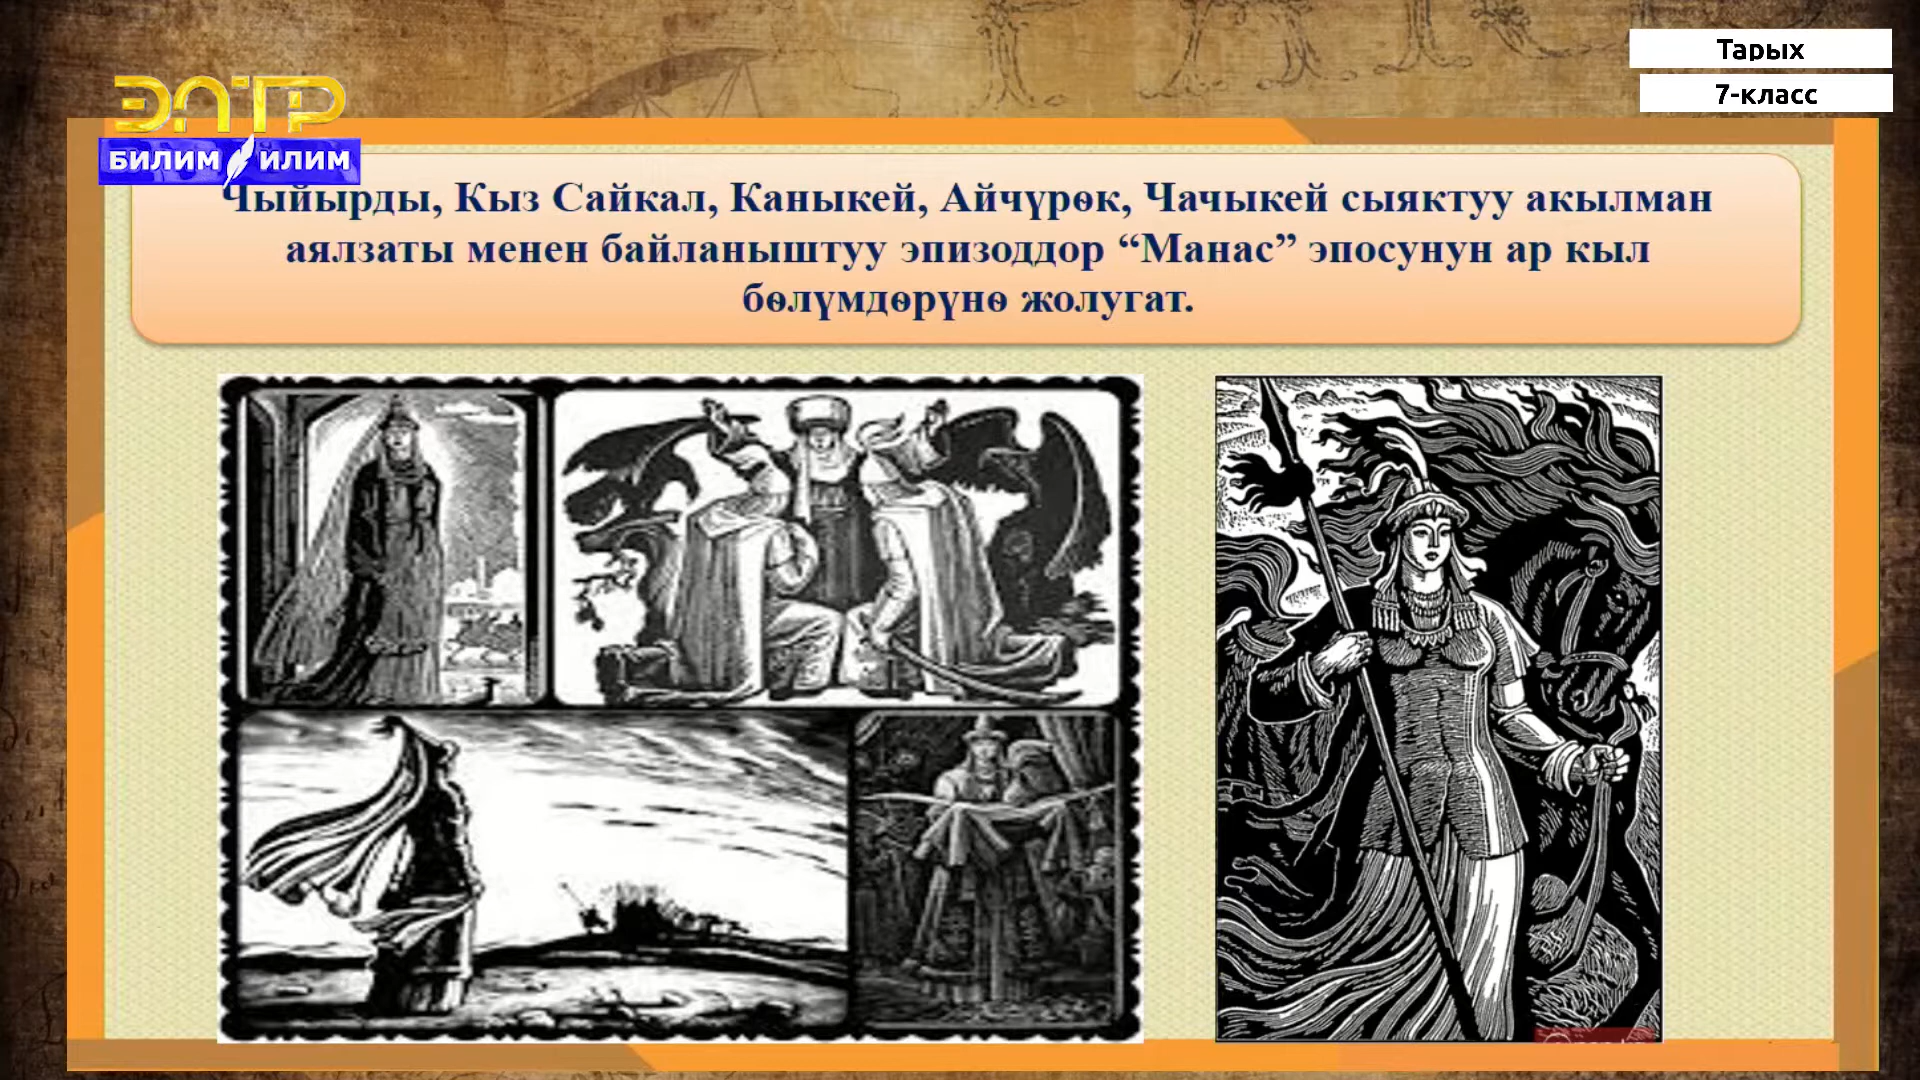 Тарых
7-класс
ЭЛТР
БИЛИМ ИЛИМ
Чыйырды, Кыз Сайкал, Каныкей, Айчүрөк, Чачыкей сыяктуу акылман
аялзаты менен байланыштуу эпизоддор “Манас” эпосунун ар кыл
бөлүмдөрүнө жолугат.